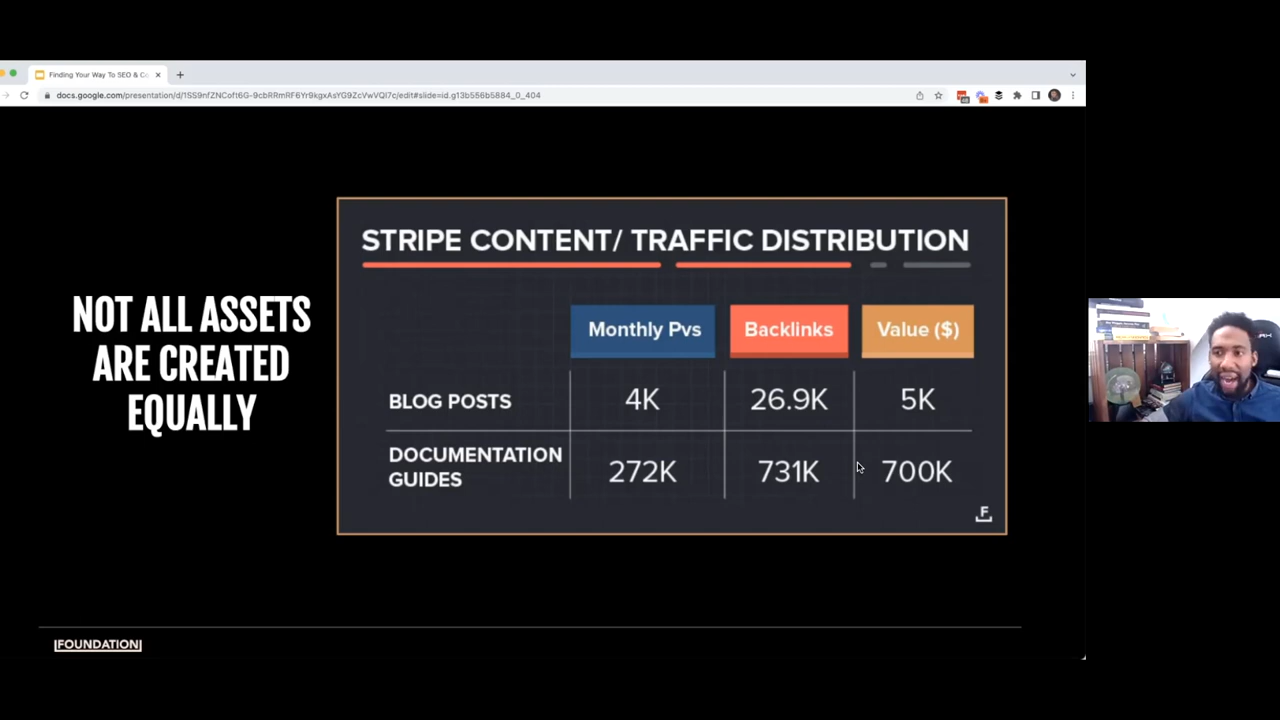 Finding Your Way To SEO & Co
docs.google.com/presentation/d/1SS9nfZNCoft6G-9cbRRmRF6Yr9kgxAsYG9ZcVwVQI7c/edit#slide=id.g13b556b5884_0_404
NOT ALL ASSETS
ARE CREATED
EQUALLY
STRIPE CONTENT/ TRAFFIC DISTRIBUTION
Monthly Pvs Backlinks Value ($)
BLOG POSTS 4K 26.9K 5K
DOCUMENTATION
GUIDES 272K 731K 700K
F
|FOUNDATION|